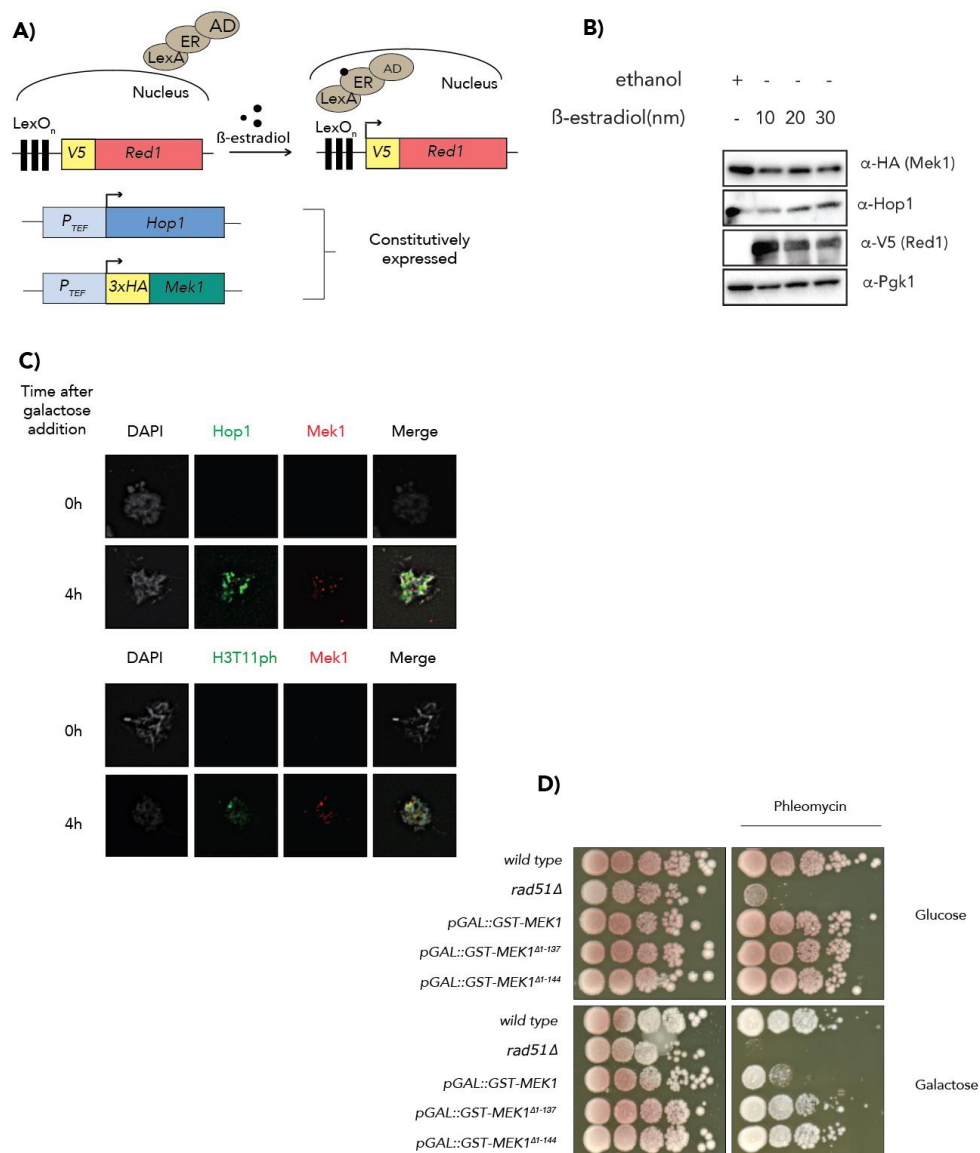 A)
LexA ER AD
Nucleus
LexO n
V5 Red1
ß-estradiol
LexA ER AD
Nucleus
LexO n
V5 Red1
P TEF Hop1
P TEF 3xHA Mek1
Constitutively
expressed
B)
ethanol + - - -
ß-estradiol(nm) - 10 20 30
α-HA (Mek1)
α-Hop1
α-V5 (Red1)
α-Pgk1
C)
Time after
galactose
addition
DAPI Hop1 Mek1 Merge
0h
4h
DAPI H3T11ph Mek1 Merge
0h
4h
D)
Phleomycin
wild type
rad51Δ
pGAL::GST-MEK1
pGAL::GST-MEK1Δ1-137
pGAL::GST-MEK1Δ1-144
Glucose
wild type
rad51Δ
pGAL::GST-MEK1
pGAL::GST-MEK1Δ1-137
pGAL::GST-MEK1Δ1-144
Galactose